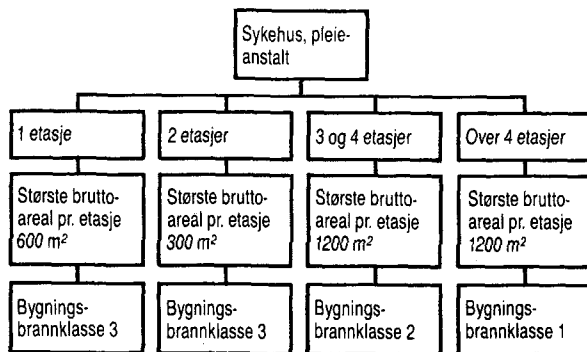 Sykehus, pleie-
anstalt
1 etasje
2 etasjer
3 og 4 etasjer
Over 4 etasjer
Største brutto-
areal pr. etasje
600 m²
Største brutto-
areal pr. etasje
300 m²
Største brutto-
areal pr. etasje
1200 m²
Største brutto-
areal pr. etasje
1200 m²
Bygnings-
brannklasse 3
Bygnings-
brannklasse 3
Bygnings-
brannklasse 2
Bygnings-
brannklasse 1